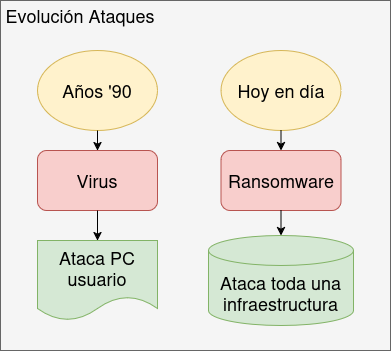 Evolución Ataques
Años '90
Hoy en día
Virus
Ransomware
Ataca PC
usuario
Ataca toda una
infraestructura